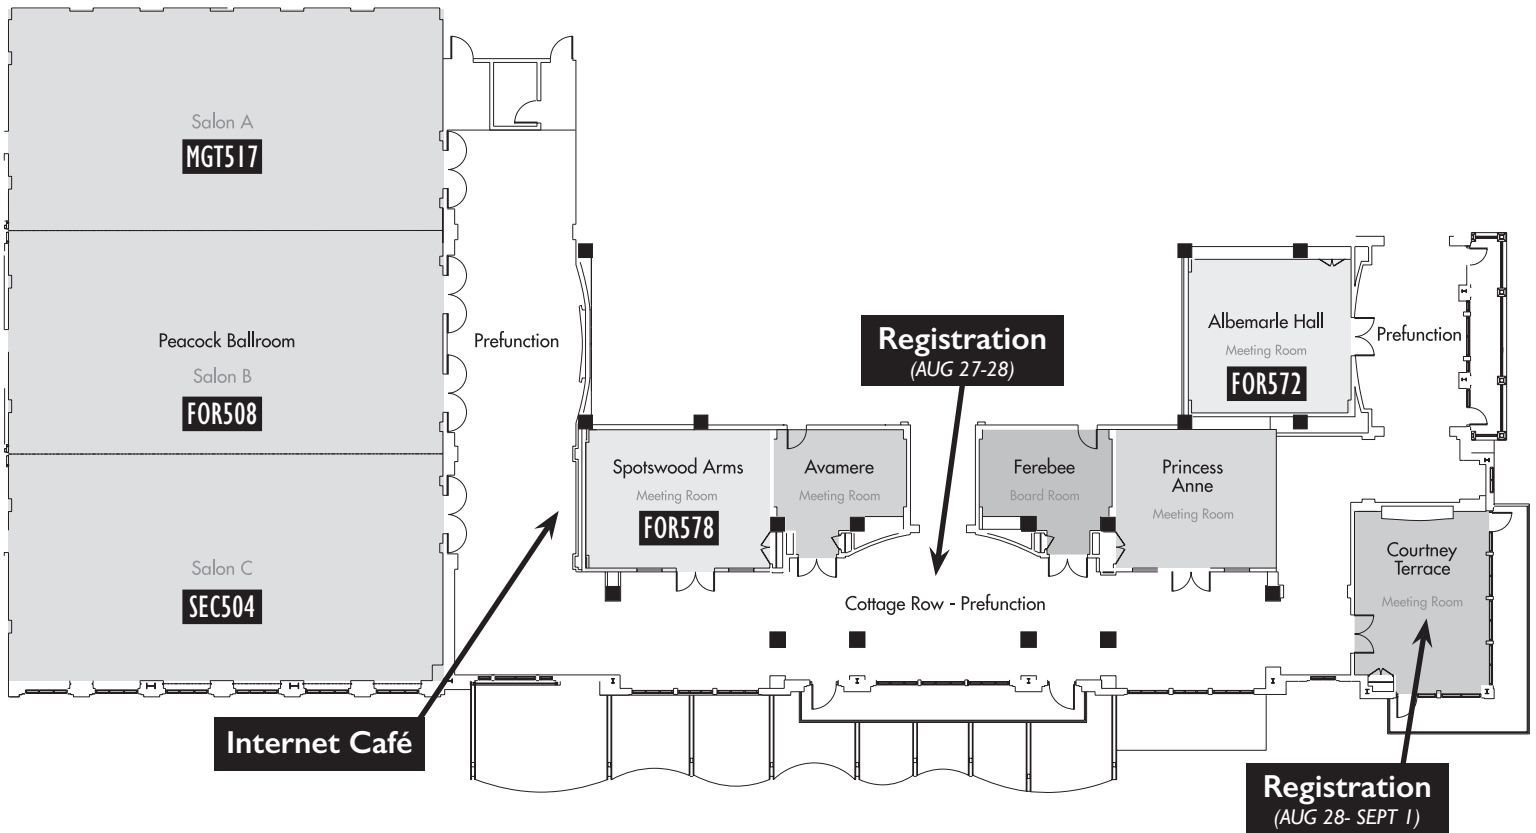 Salon A
MGT517
Peacock Ballroom
Salon B
FOR508
Salon C
SEC504
Prefunction
Internet Café
Spotswood Arms
Meeting Room
FOR578
Avamere
Meeting Room
Registration
(AUG 27-28)
Cottage Row - Prefunction
Ferebee
Board Room
Princess
Anne
Meeting Room
Albemarle Hall
Meeting Room
FOR572
Prefunction
Courtney
Terrace
Meeting Room
Registration
(AUG 28- SEPT 1)